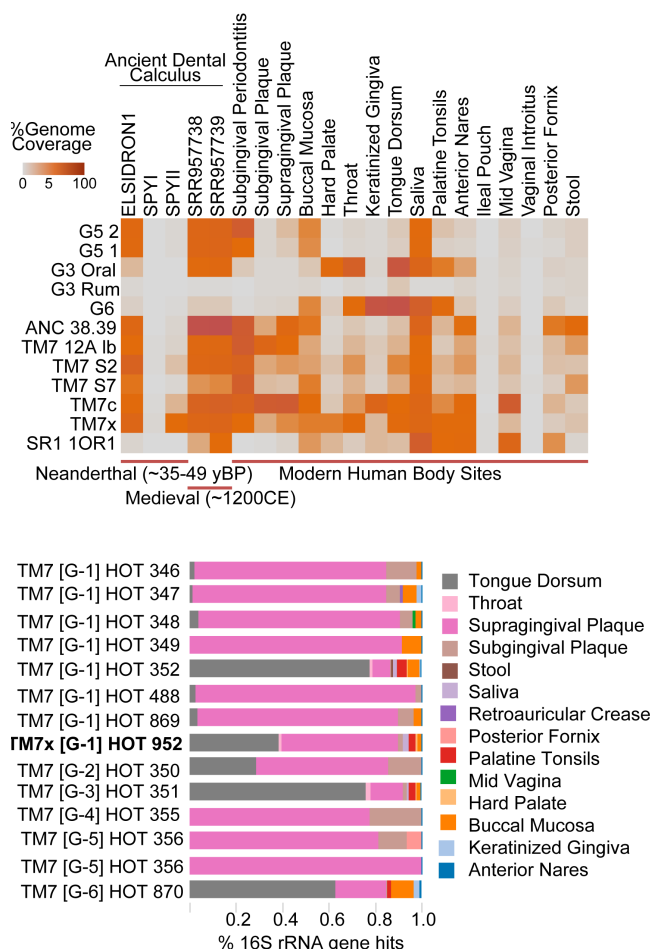 Ancient Dental
Calculus
%Genome
Coverage
0 50 100
ELSIDRON1
SPYI
SPYII
SRR957738
SRR957739
Subgingival Periodontitis
Subgingival Plaque
Supragingival Plaque
Buccal Mucosa
Hard Palate
Throat
Keratinized Gingiva
Tongue Dorsum
Saliva
Palatine Tonsils
Anterior Nares
Ileal Pouch
Mid Vagina
Vaginal Introitus
Posterior Fornix
Stool
G5 2
G5 1
G3 Oral
G3 Rum
G6
ANC 38.39
TM7 12A Ib
TM7 S2
TM7 S7
TM7c
TM7x
SR1 1OR1
Neanderthal (~35-49 yBP)
Modern Human Body Sites
Medieval (~1200CE)
TM7 [G-1] HOT 346
TM7 [G-1] HOT 347
TM7 [G-1] HOT 348
TM7 [G-1] HOT 349
TM7 [G-1] HOT 352
TM7 [G-1] HOT 488
TM7 [G-1] HOT 869
TM7x [G-1] HOT 952
TM7 [G-2] HOT 350
TM7 [G-3] HOT 351
TM7 [G-4] HOT 355
TM7 [G-5] HOT 356
TM7 [G-5] HOT 356
TM7 [G-6] HOT 870
0.2 0.4 0.6 0.8 1.0
% 16S rRNA gene hits
Tongue Dorsum
Throat
Supragingival Plaque
Subgingival Plaque
Stool
Saliva
Retroauricular Crease
Posterior Fornix
Palatine Tonsils
Mid Vagina
Hard Palate
Buccal Mucosa
Keratinized Gingiva
Anterior Nares